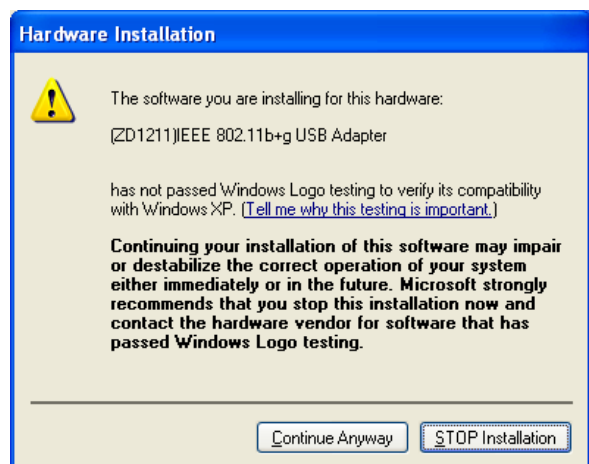 Hardware Installation
The software you are installing for this hardware:
(ZD1211)IEEE 802.11b+g USB Adapter
has not passed Windows Logo testing to verify its compatibility
with Windows XP. (Tell me why this testing is important.)
Continuing your installation of this software may impair
or destabilize the correct operation of your system
either immediately or in the future. Microsoft strongly
recommends that you stop this installation now and
contact the hardware vendor for software that has
passed Windows Logo testing.
Continue Anyway
STOP Installation